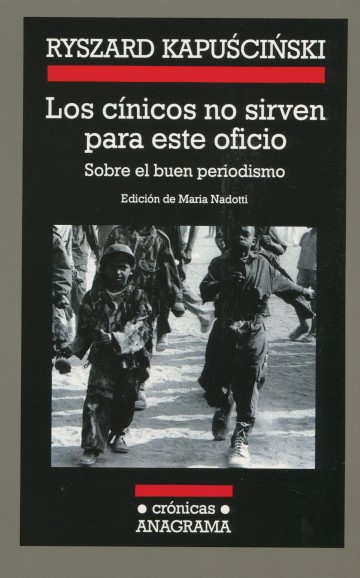 RYSZARD KAPUŚCIŃSKI
Los cínicos no sirven
para este oficio
Sobre el buen periodismo
Edición de Maria Nadotti
• crónicas •
ANAGRAMA